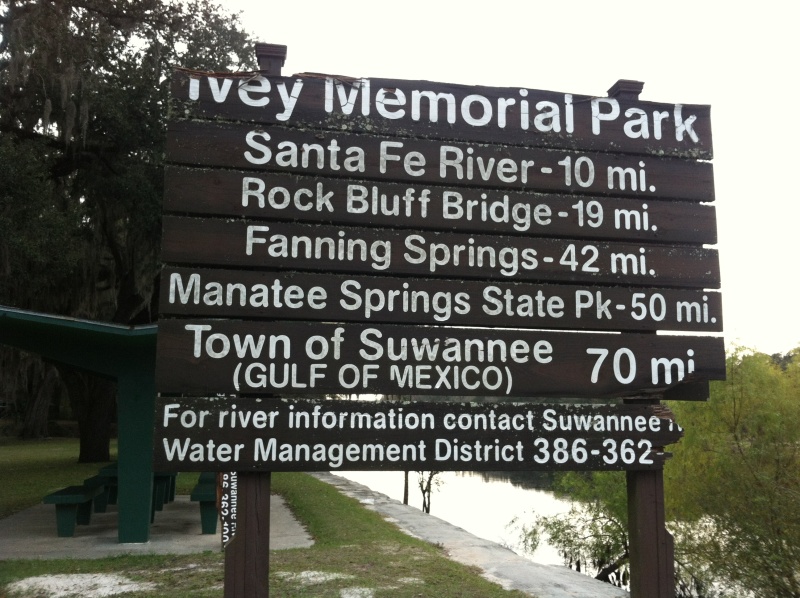 Ivey Memorial Park
Santa Fe River - 10 mi.
Rock Bluff Bridge - 19 mi.
Fanning Springs - 42 mi.
Manatee Springs State Pk - 50 mi.
Town of Suwannee 70 mi
(GULF OF MEXICO)
For river information contact Suwannee
Water Management District 386-362-
Suwannee